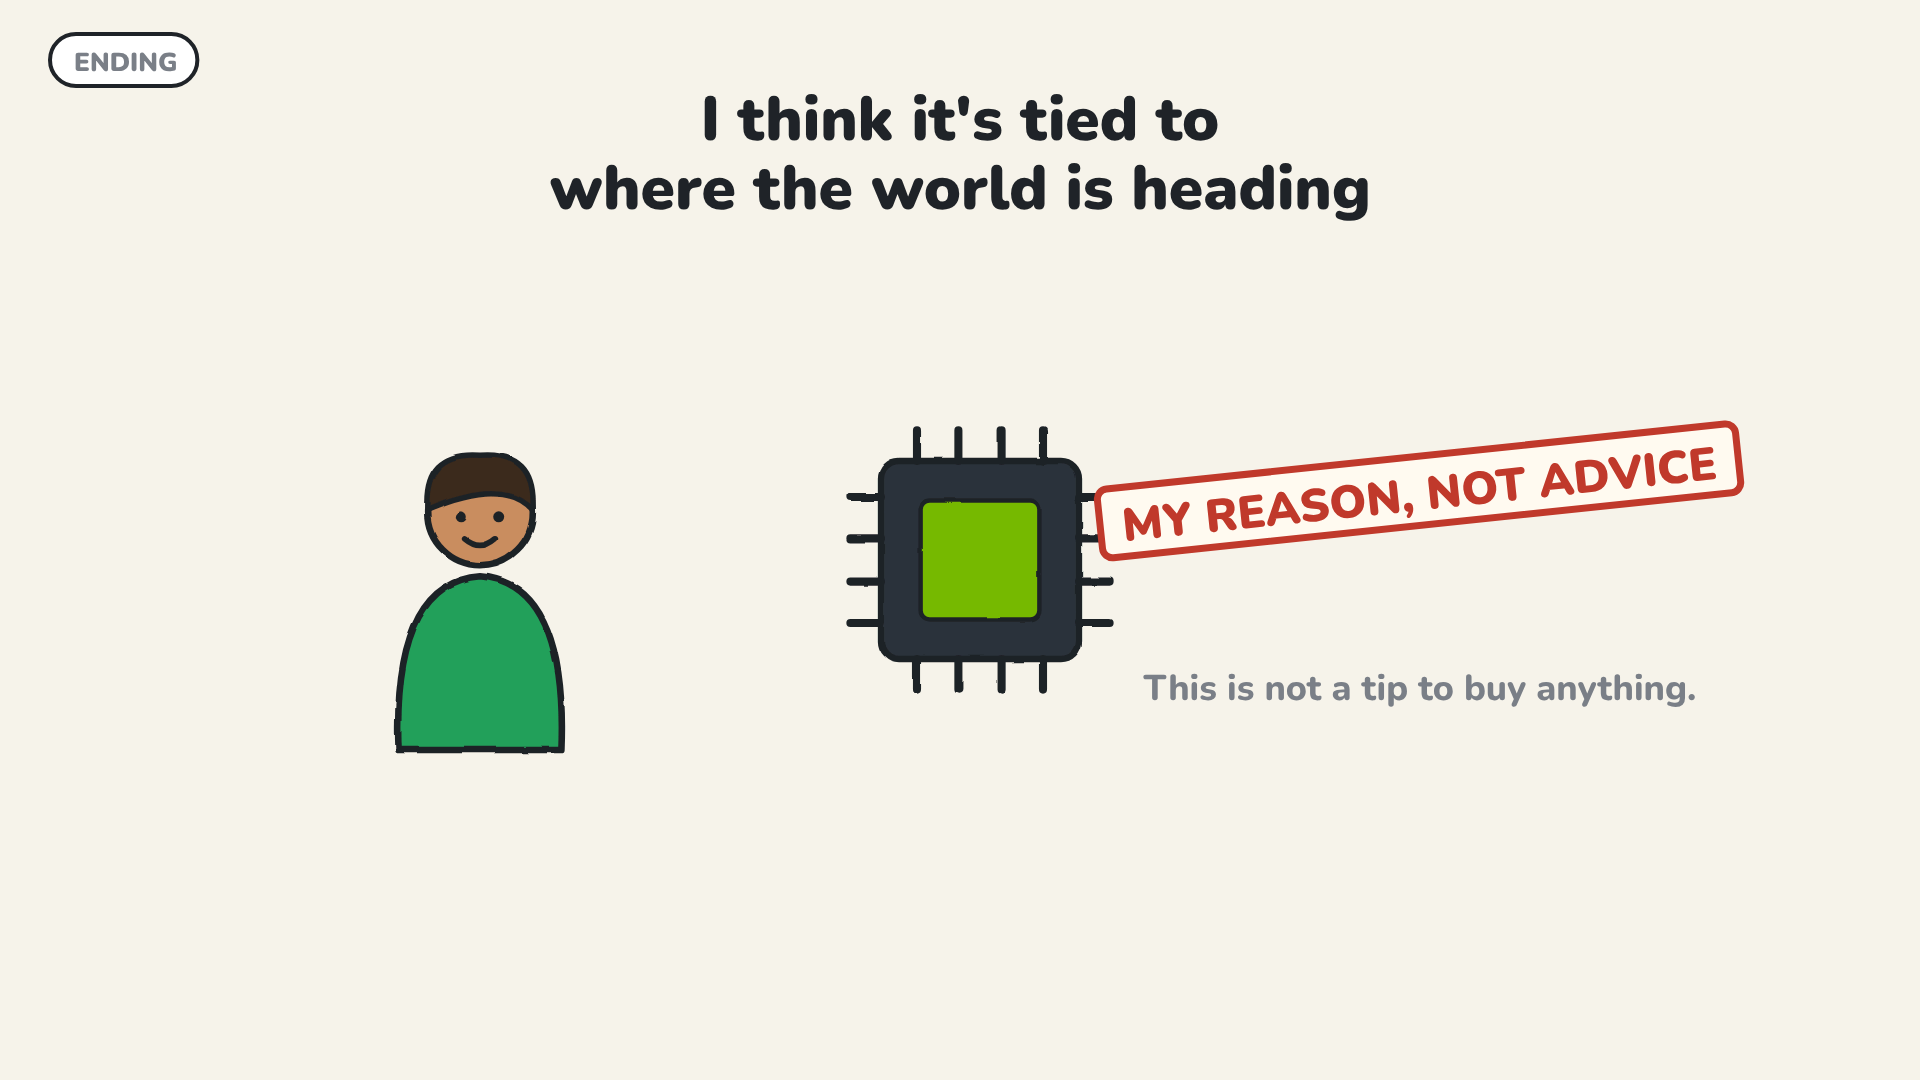 ENDING
I think it's tied to
where the world is heading
MY REASON, NOT ADVICE
This is not a tip to buy anything.